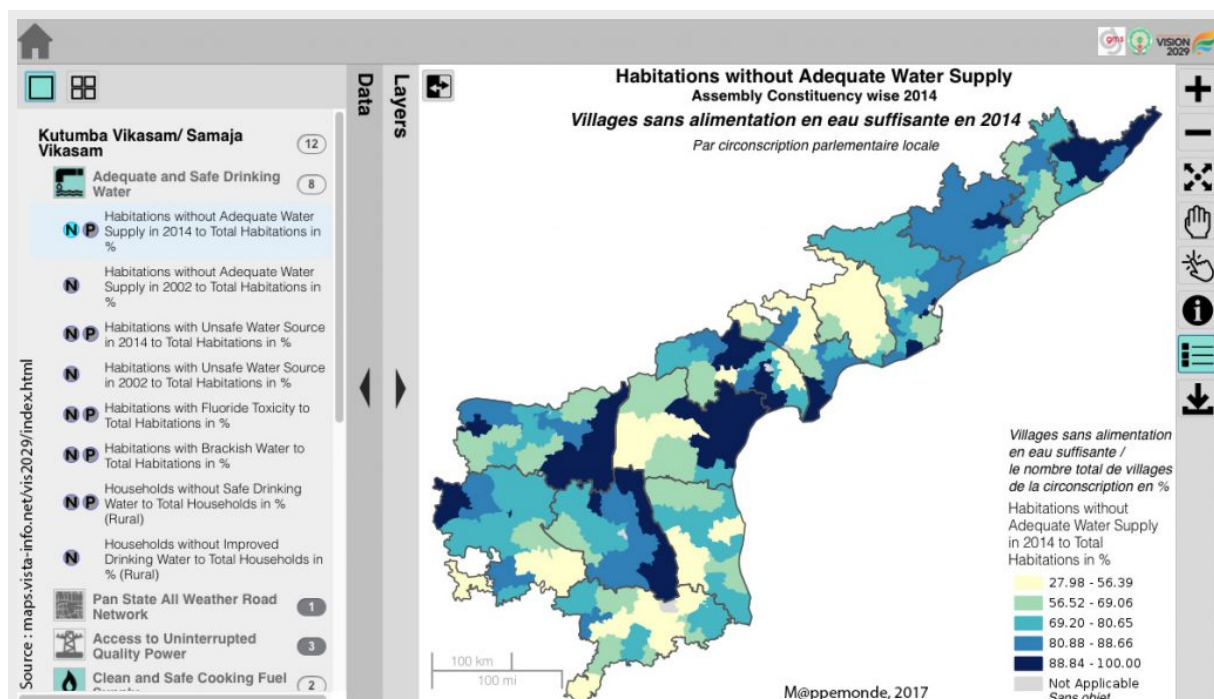 gms
VISION
2029
Data
Layers
Habitations without Adequate Water Supply
Assembly Constituency wise 2014
Villages sans alimentation en eau suffisante en 2014
Par circonscription parlementaire locale
Kutumba Vikasam/ Samaja
Vikasam
12
Adequate and Safe Drinking
Water
8
N P
Habitations without Adequate Water
Supply in 2014 to Total Habitations in
%
N
Habitations without Adequate Water
Supply in 2002 to Total Habitations in
%
N P
Habitations with Unsafe Water Source
in 2014 to Total Habitations in %
N
Habitations with Unsafe Water Source
in 2002 to Total Habitations in %
N P
Habitations with Fluoride Toxicity to
Total Habitations in %
N P
Habitations with Brackish Water to
Total Habitations in %
N P
Households without Safe Drinking
Water to Total Households in %
(Rural)
N
Households without Improved
Drinking Water to Total Households in
% (Rural)
Pan State All Weather Road
Network
1
Access to Uninterrupted
Quality Power
3
Clean and Safe Cooking Fuel
2
Source : maps.vista-info.net/vis2029/index.html
Villages sans alimentation
en eau suffisante /
le nombre total de villages
de la circonscription en %
Habitations without
Adequate Water Supply
in 2014 to Total
Habitations in %
27.98 - 56.39
56.52 - 69.06
69.20 - 80.65
80.88 - 88.66
88.84 - 100.00
Not Applicable
Sans objet
100 km
100 mi
M@ppemonde, 2017